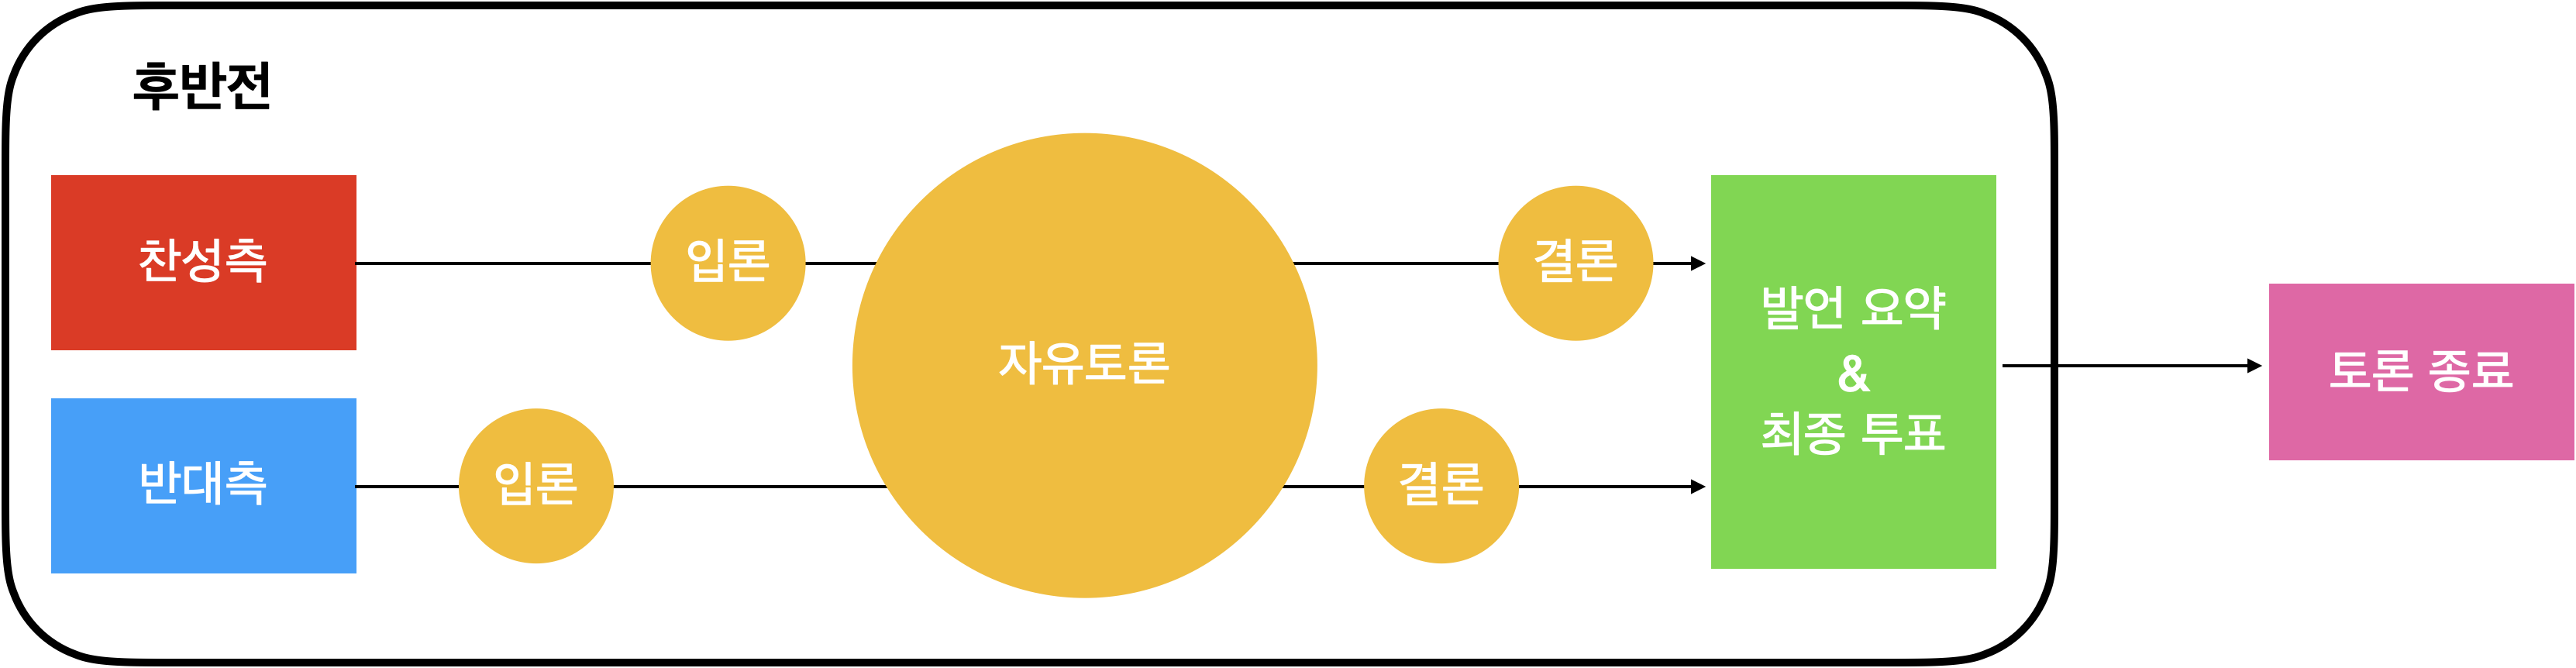 후반전
찬성측
입론
결론
반대측
입론
자유토론
결론
발언 요약
&
최종 투표
토론 종료